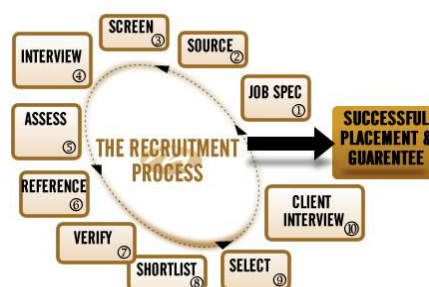 THE RECRUITMENT
PROCESS
JOB SPEC
①
SOURCE
②
SCREEN
③
INTERVIEW
④
ASSESS
⑤
REFERENCE
⑥
VERIFY
⑦
SHORTLIST
⑧
SELECT
⑨
CLIENT
INTERVIEW
⑩
SUCCESSFUL
PLACEMENT &
GUARENTEE